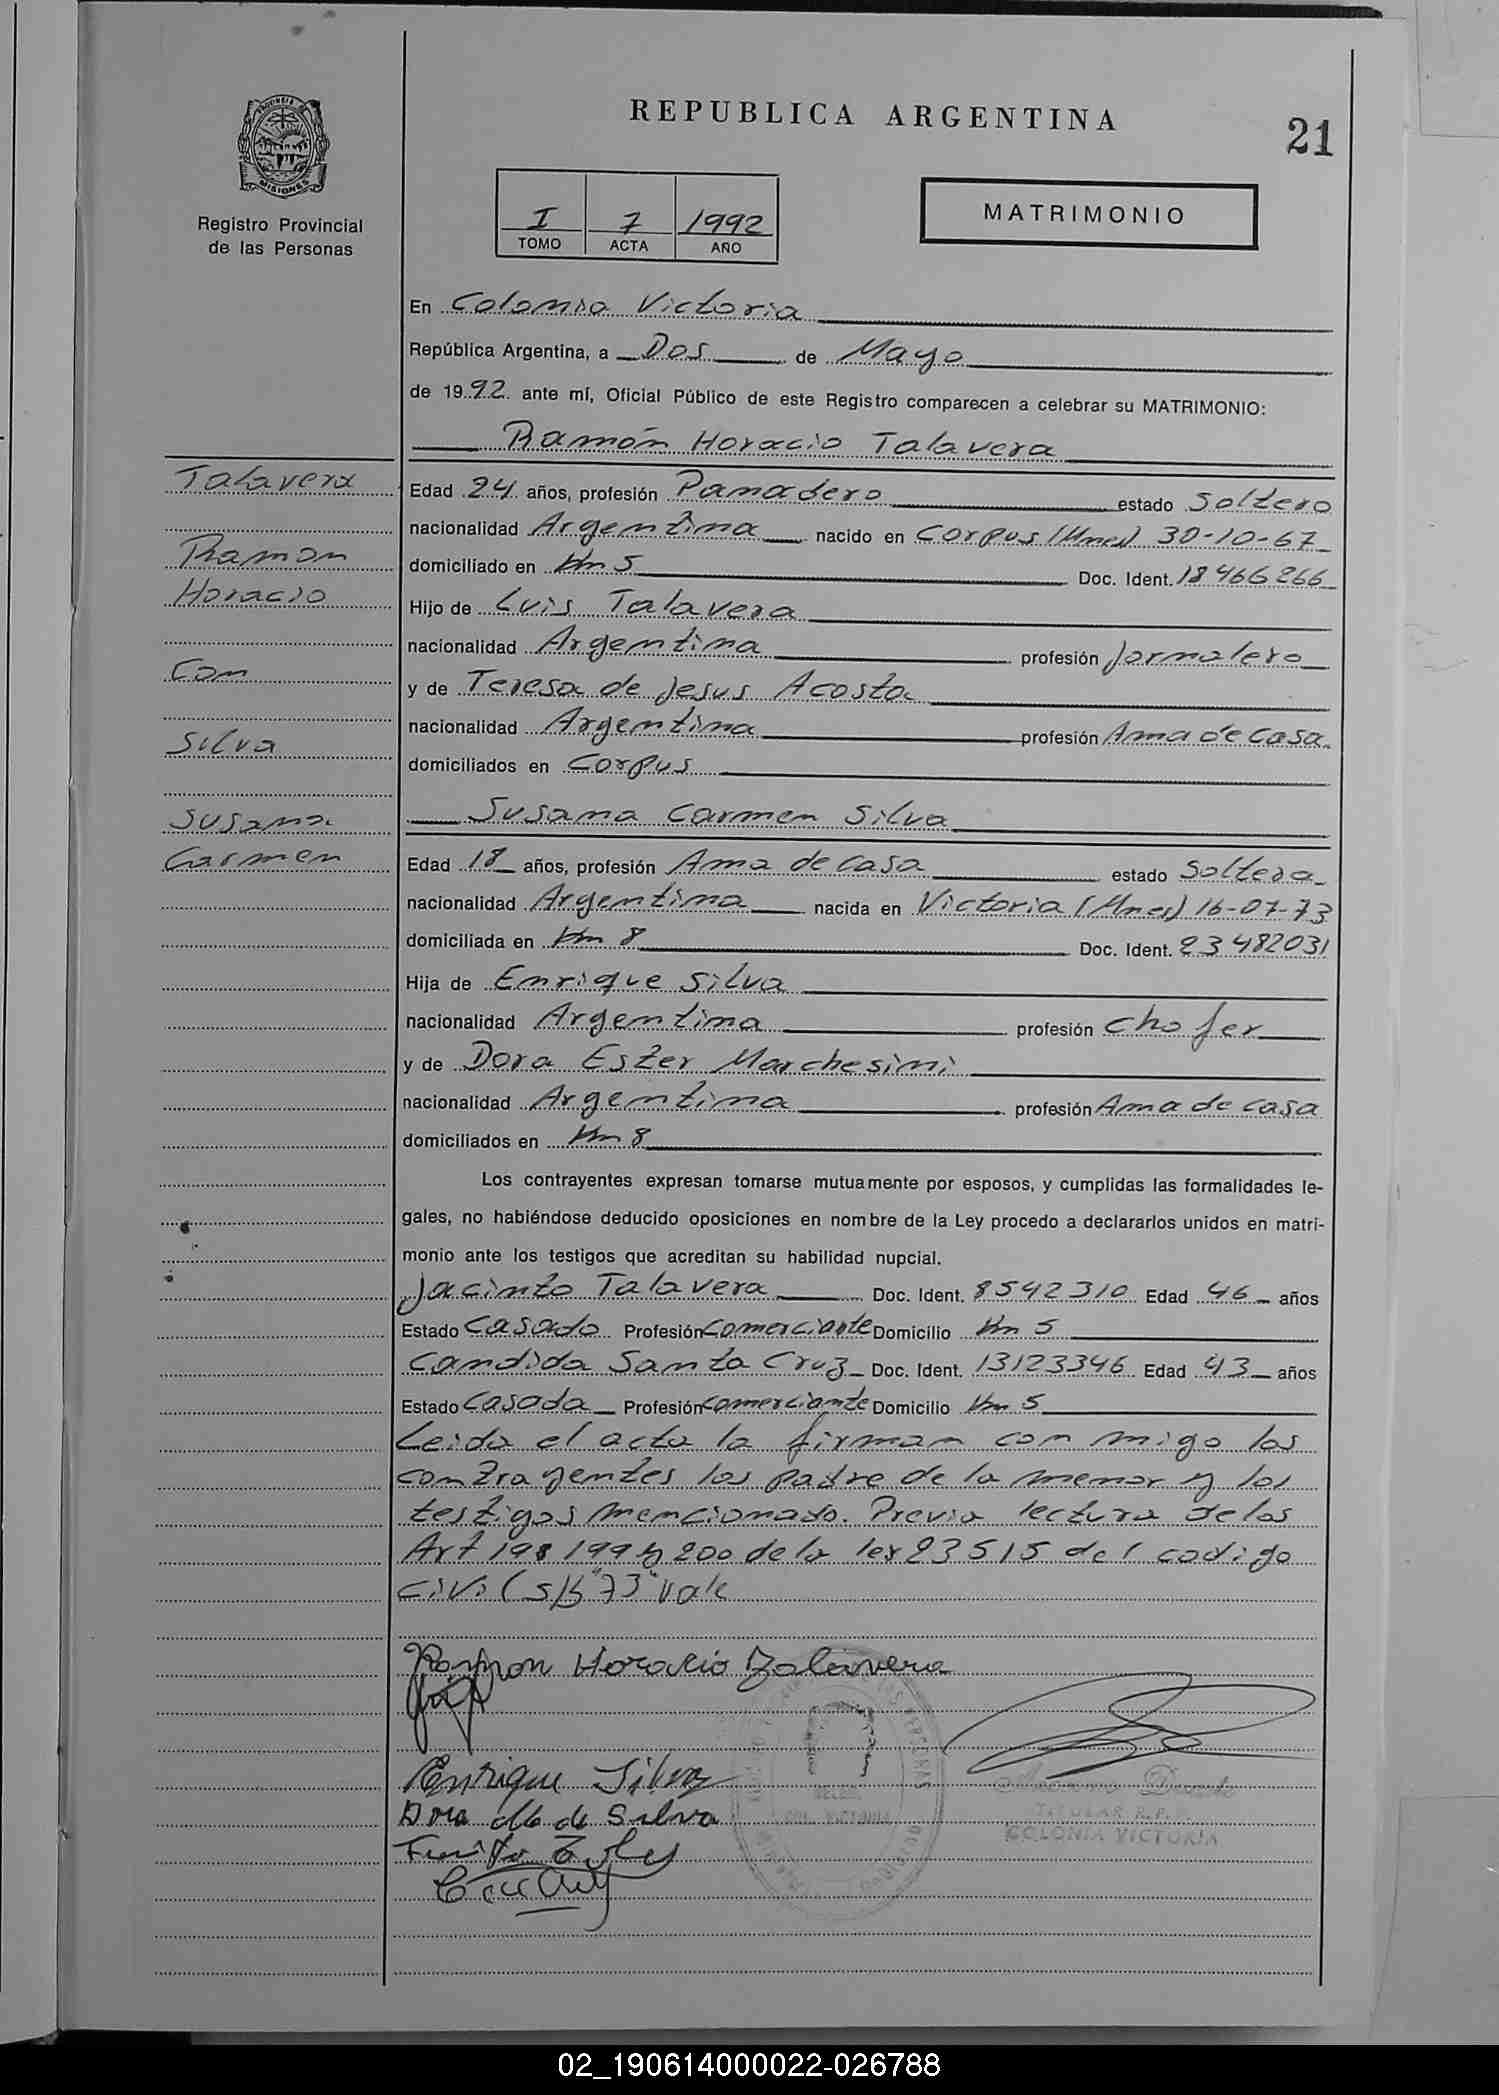 REPUBLICA ARGENTINA
21
PROVINCIA DE
MISIONES
Registro Provincial
de las Personas
I 7 1992
TOMO ACTA AÑO
MATRIMONIO
En Colonia Victoria
República Argentina, a Dos de Mayo
de 1992 ante mí, Oficial Público de este Registro comparecen a celebrar su MATRIMONIO:
Ramón Horacio Talavera
Talavera
Ramon
Horacio
Con
Silva
Susana
Carmen
Edad 24 años, profesión Panadero estado Soltero
nacionalidad Argentina nacido en Corpus (Mnes) 30-10-67
domiciliado en Km 5 Doc. Ident. 18466266
Hijo de Luis Talavera
nacionalidad Argentina profesión Jornalero
y de Teresa de Jesus Acosta
nacionalidad Argentina profesión Ama de casa
domiciliados en Corpus
Susana Carmen Silva
Edad 18 años, profesión Ama de casa estado Soltera
nacionalidad Argentina nacida en Victoria (Mnes) 16-07-73
domiciliada en Km 8 Doc. Ident. 23482031
Hija de Enrique Silva
nacionalidad Argentina profesión chofer
y de Dora Ester Marchesini
nacionalidad Argentina profesión Ama de casa
domiciliados en Km 8
Los contrayentes expresan tomarse mutuamente por esposos, y cumplidas las formalidades le-
gales, no habiéndose deducido oposiciones en nombre de la Ley procedo a declararlos unidos en matri-
monio ante los testigos que acreditan su habilidad nupcial.
Jacinto Talavera Doc. Ident. 8542310 Edad 46 años
Estado Casado Profesión Comerciante Domicilio Km 5
Candida Santa Cruz Doc. Ident. 13123346 Edad 43 años
Estado Casada Profesión Comerciante Domicilio Km 5
Leida el acta la firman con migo los
contrayentes los padre de la menor y los
testigos mencionado. Previa lectura de los
Art 198 199 y 200 de la ley 23515 del codigo
civil s/b "73" vale
Ramon Horacio Talavera
Enrique Silva
Dora M de Silva
TITULAR R.P.P.
COLONIA VICTORIA
02_190614000022-026788